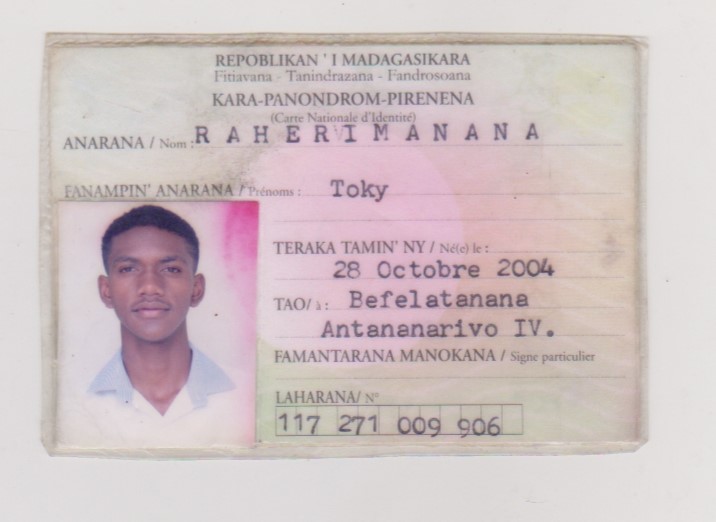 REPOBLIKAN ' I MADAGASIKARA
Fitiavana - Tanindrazana - Fandrosoana
KARA-PANONDROM-PIRENENA
(Carte Nationale d'Identité)
ANARANA / Nom : RAHERIMANANA
FANAMPIN' ANARANA / Prénoms : Toky
TERAKA TAMIN' NY / Né(e) le :
28 Octobre 2004
TAO/ à : Befelatanana
Antananarivo IV.
FAMANTARANA MANOKANA / Signe particulier
LAHARANA/ N°
117 271 009 906